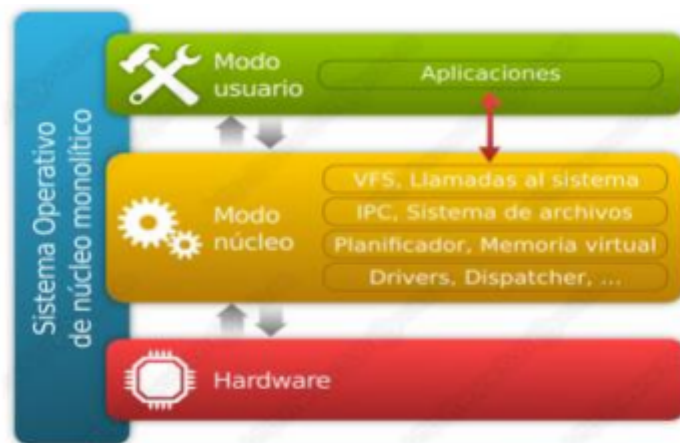 Sistema Operativo
de núcleo monolítico
Modo
usuario
Aplicaciones
Modo
núcleo
VFS, Llamadas al sistema
IPC, Sistema de archivos
Planificador, Memoria virtual
Drivers, Dispatcher, ...
Hardware